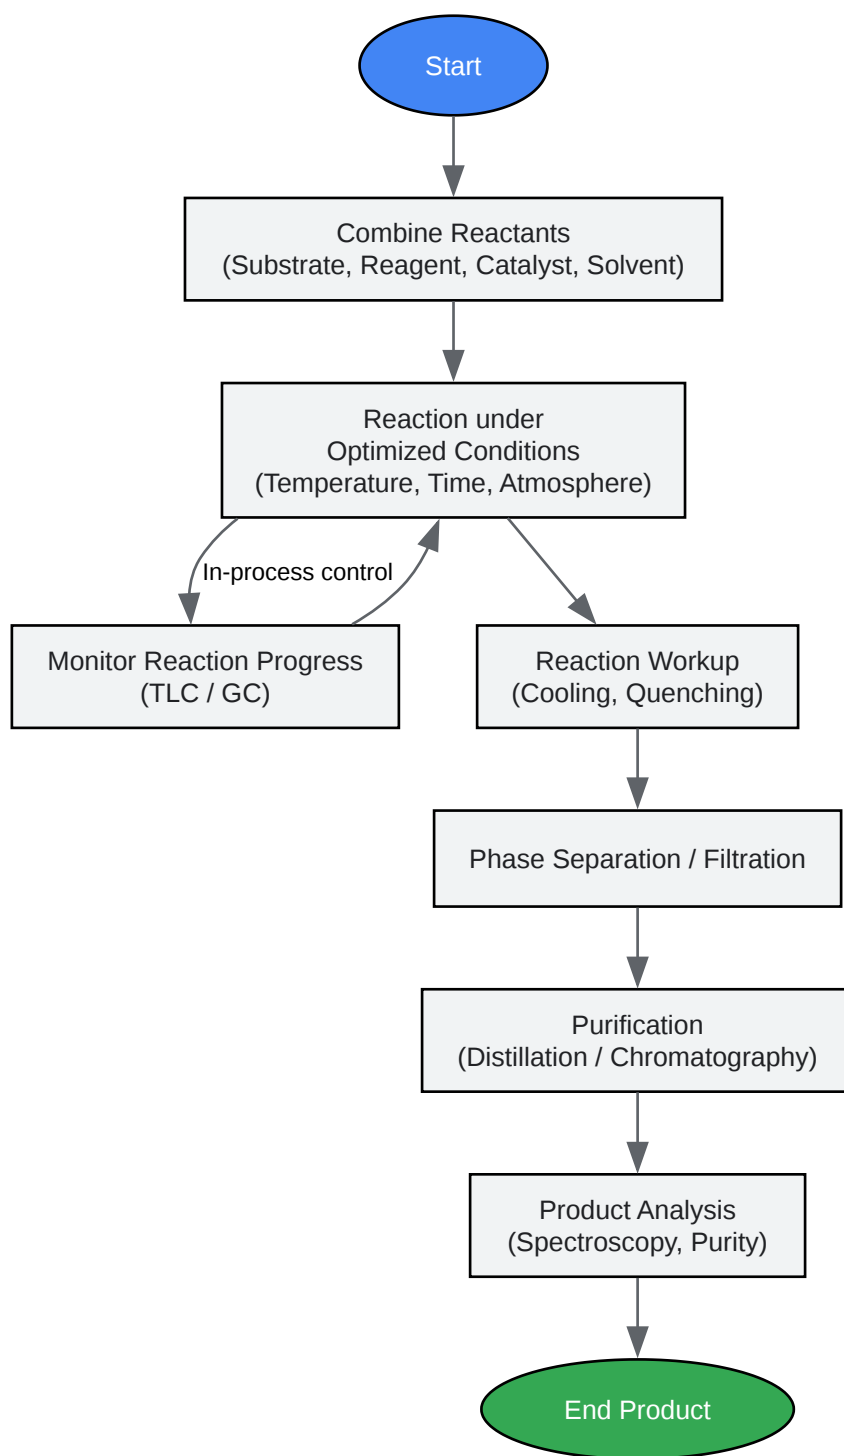 Start
Combine Reactants
(Substrate, Reagent, Catalyst, Solvent)
Reaction under
Optimized Conditions
(Temperature, Time, Atmosphere)
In-process control
Monitor Reaction Progress
(TLC / GC)
Reaction Workup
(Cooling, Quenching)
Phase Separation / Filtration
Purification
(Distillation / Chromatography)
Product Analysis
(Spectroscopy, Purity)
End Product